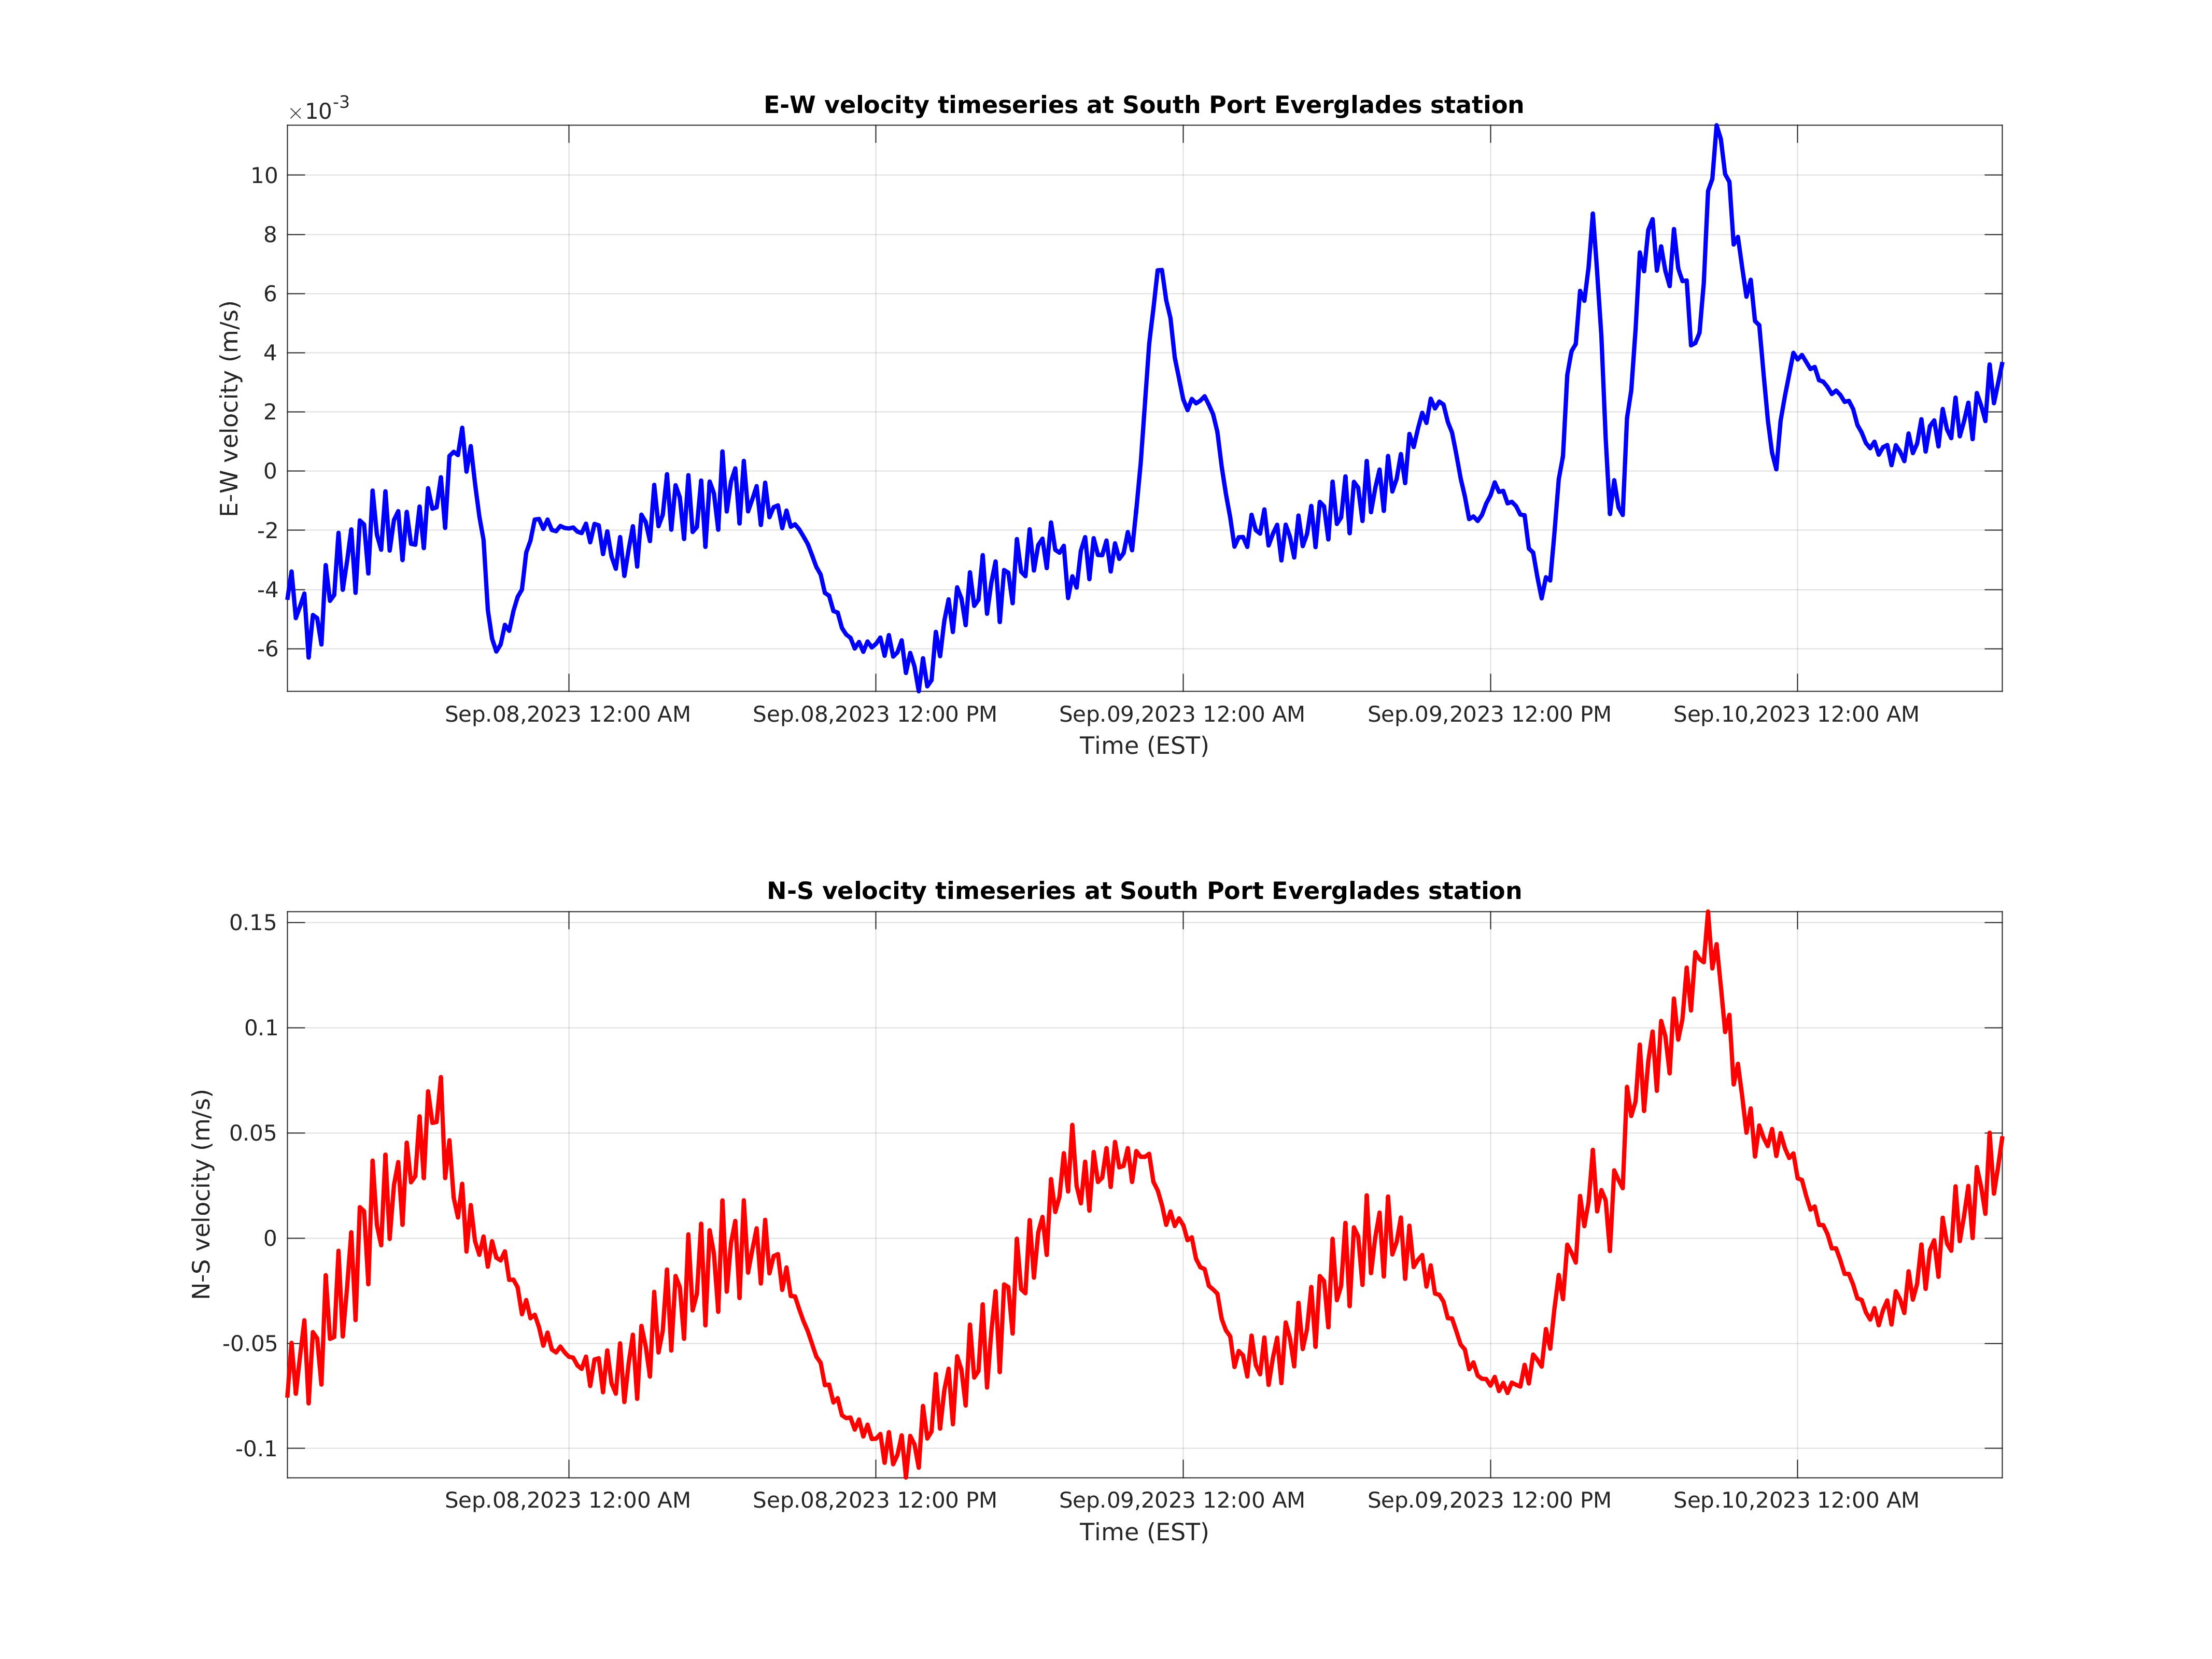 ×10-3
E-W velocity timeseries at South Port Everglades station
10
8
6
4
2
0
-2
-4
-6
E-W velocity (m/s)
Sep.08,2023 12:00 AM Sep.08,2023 12:00 PM Sep.09,2023 12:00 AM Sep.09,2023 12:00 PM Sep.10,2023 12:00 AM
Time (EST)
N-S velocity timeseries at South Port Everglades station
0.15
0.1
0.05
0
-0.05
-0.1
N-S velocity (m/s)
Sep.08,2023 12:00 AM Sep.08,2023 12:00 PM Sep.09,2023 12:00 AM Sep.09,2023 12:00 PM Sep.10,2023 12:00 AM
Time (EST)